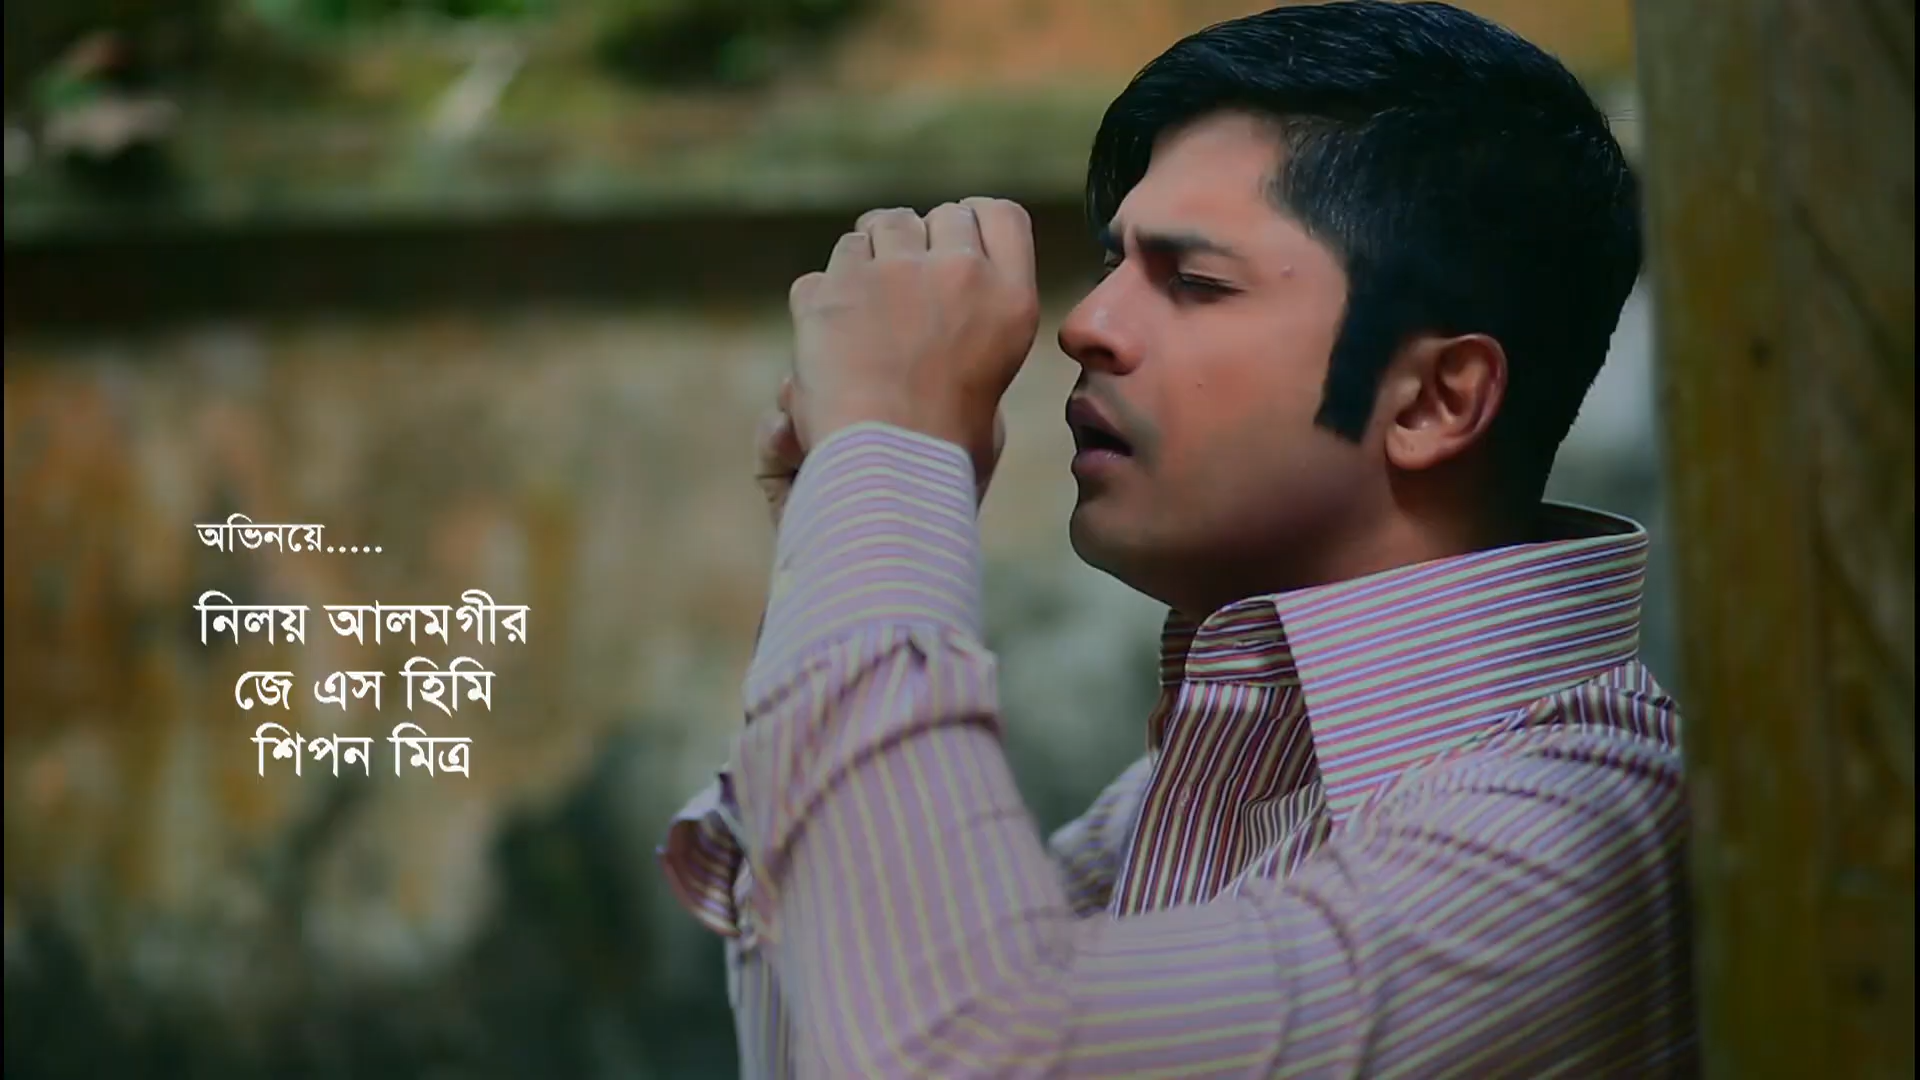 অভিনয়ে.....
নিলয় আলমগীর
জে এস হিমি
শিপন মিত্র